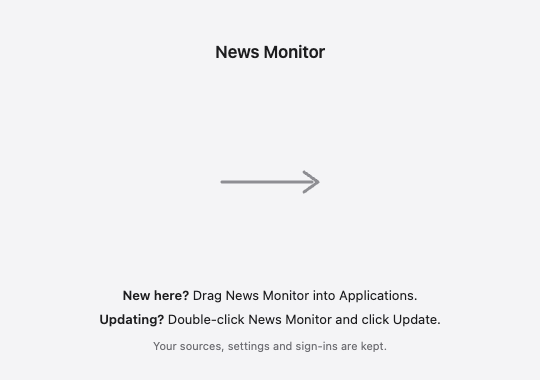 News Monitor
New here? Drag News Monitor into Applications.
Updating? Double-click News Monitor and click Update.
Your sources, settings and sign-ins are kept.